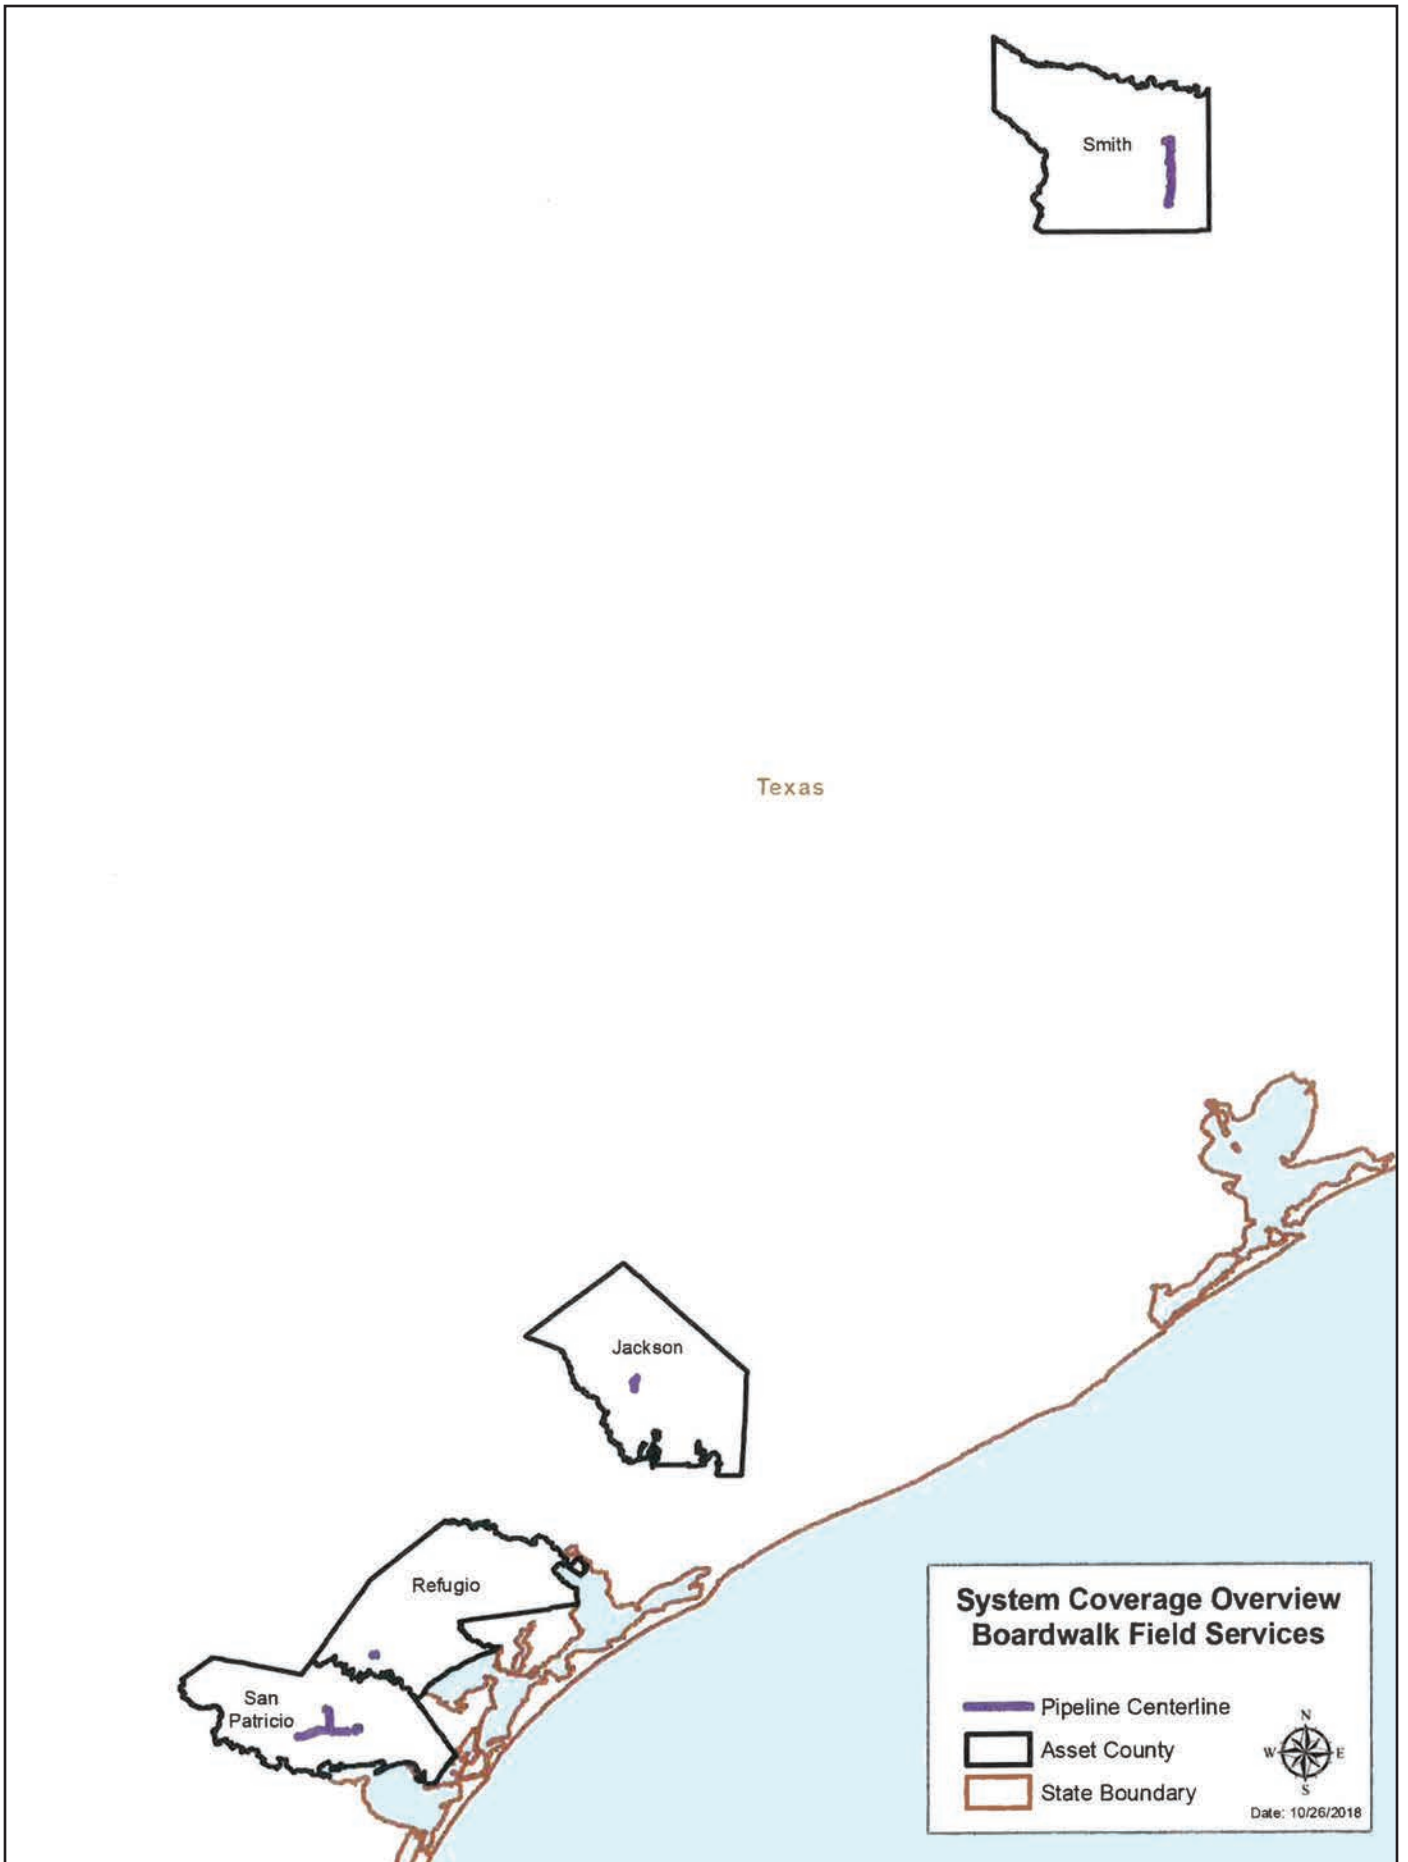 Smith
Texas
Jackson
Refugio
San
Patricio
System Coverage Overview
Boardwalk Field Services
Pipeline Centerline
Asset County
State Boundary
N
W
E
S
Date: 10/26/2018